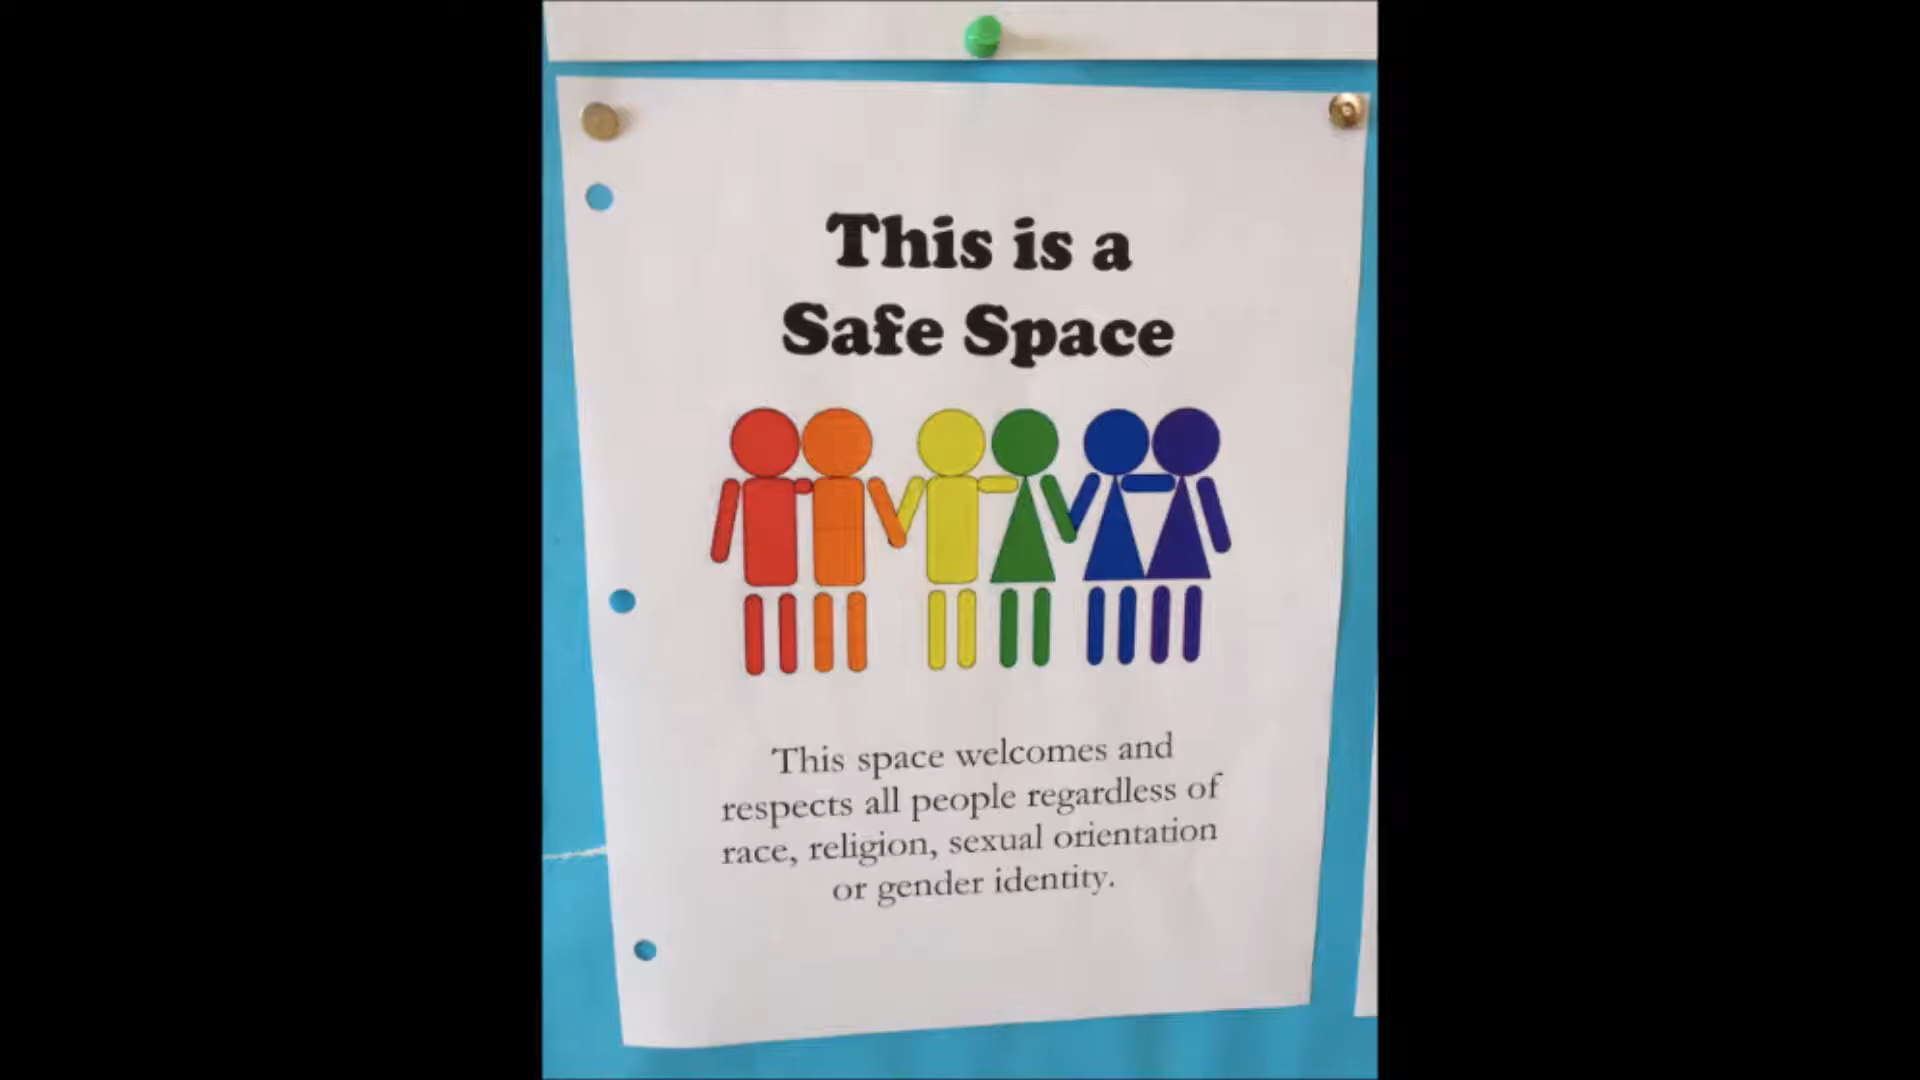 This is a
Safe Space
This space welcomes and
respects all people regardless of
race, religion, sexual orientation
or gender identity.